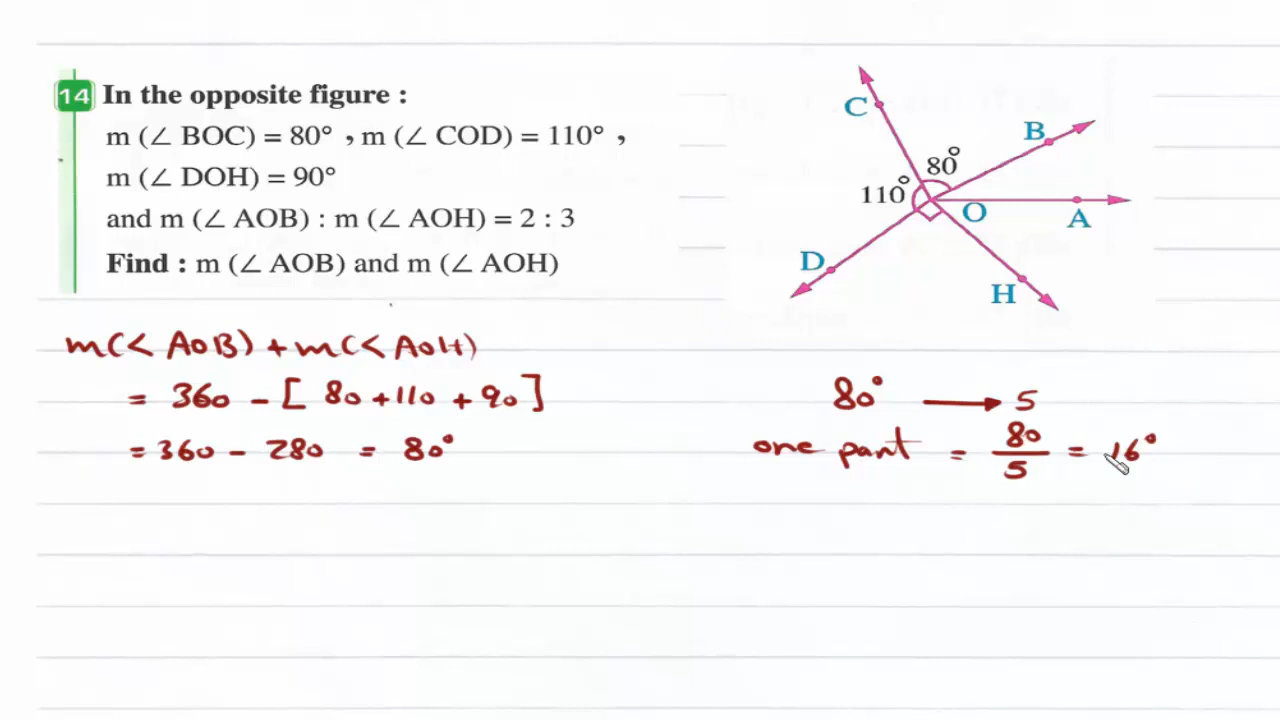 14 In the opposite figure :
m (∠ BOC) = 80° , m (∠ COD) = 110° ,
m (∠ DOH) = 90°
and m (∠ AOB) : m (∠ AOH) = 2 : 3
Find : m (∠ AOB) and m (∠ AOH)
C
B
80°
110°
O
A
D
H
m(< AOB) + m(< AOH)
= 360 - [ 80 + 110 + 90 ]
= 360 - 280 = 80°
80° → 5
one part = 80/5 = 16°